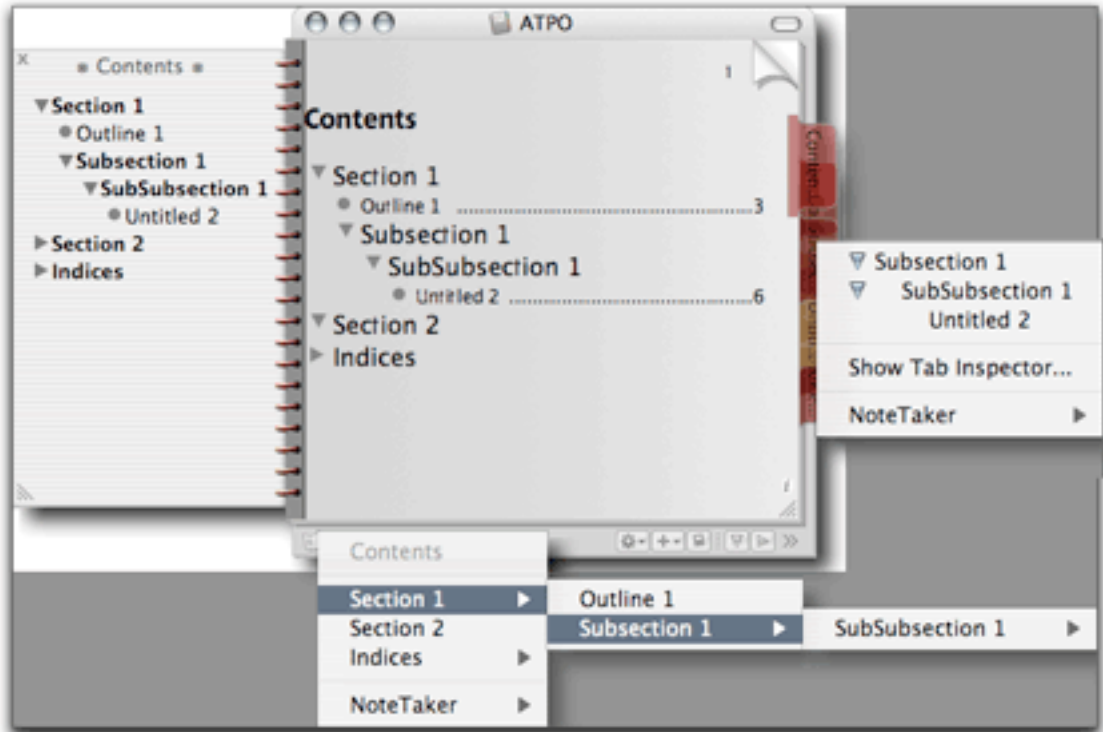 ATPO
Contents
Section 1
Outline 1
Subsection 1
SubSubsection 1
Untitled 2
Section 2
Indices
1
Contents
Section 1
Outline 1 ........................................................3
Subsection 1
SubSubsection 1
Untitled 2 ...............................................6
Section 2
Indices
Subsection 1
SubSubsection 1
Untitled 2
Show Tab Inspector...
NoteTaker
i
Contents
Section 1
Section 2
Indices
NoteTaker
Outline 1
Subsection 1
SubSubsection 1